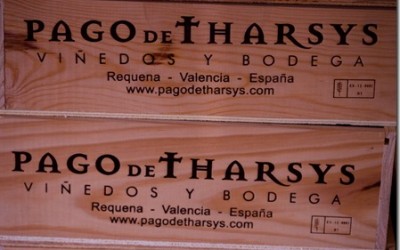 PAGO DE THARSYS
VIÑEDOS Y BODEGA
Requena - Valencia - España
www.pagodetharsys.com
PAGO DE THARSYS
VIÑEDOS Y BODEGA
Requena - Valencia - España
www.pagodetharsys.com